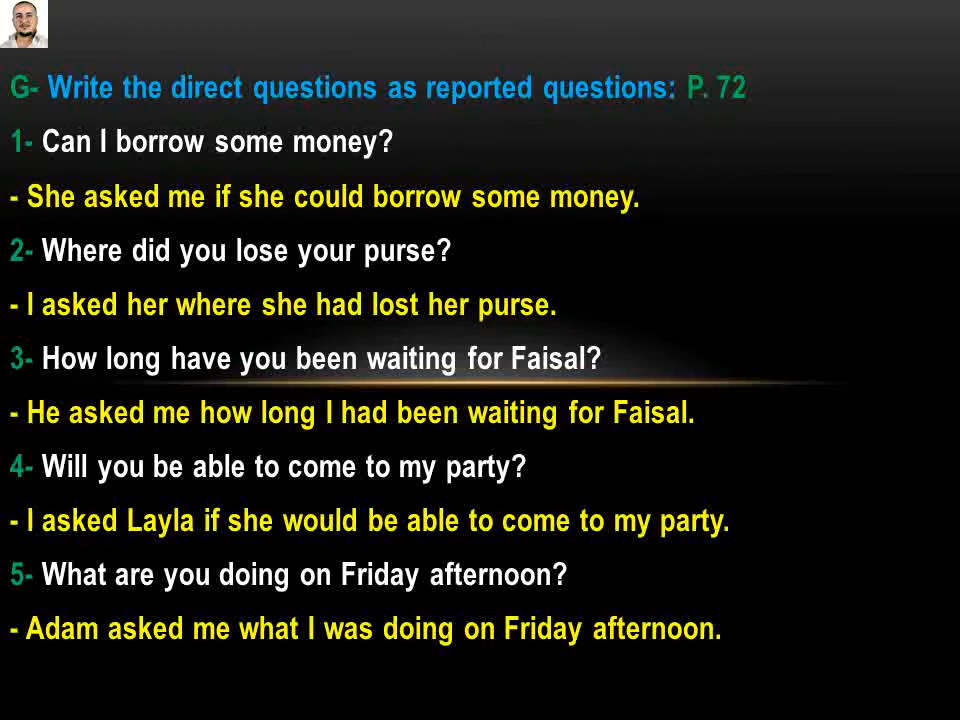 G- Write the direct questions as reported questions: P. 72
1- Can I borrow some money?
- She asked me if she could borrow some money.
2- Where did you lose your purse?
- I asked her where she had lost her purse.
3- How long have you been waiting for Faisal?
- He asked me how long I had been waiting for Faisal.
4- Will you be able to come to my party?
- I asked Layla if she would be able to come to my party.
5- What are you doing on Friday afternoon?
- Adam asked me what I was doing on Friday afternoon.